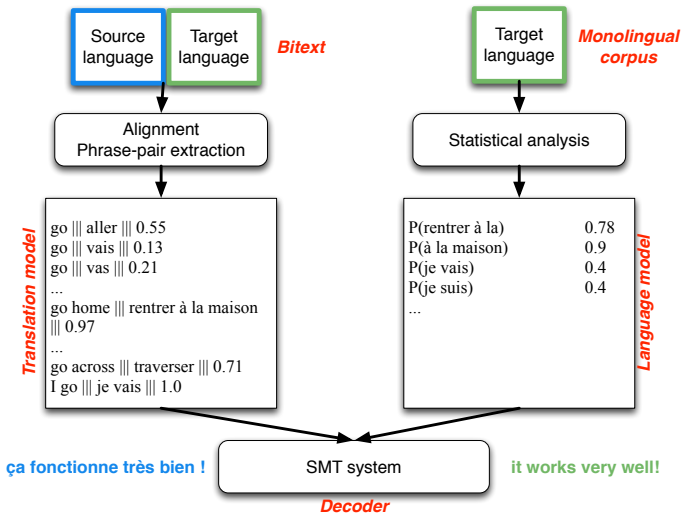 Source
language
Target
language
Bitext
Target
language
Monolingual
corpus
Alignment
Phrase-pair extraction
Statistical analysis
Translation model
go ||| aller ||| 0.55
go ||| vais ||| 0.13
go ||| vas ||| 0.21
...
go home ||| rentrer à la maison
||| 0.97
...
go across ||| traverser ||| 0.71
I go ||| je vais ||| 1.0
P(rentrer à la) 0.78
P(à la maison) 0.9
P(je vais) 0.4
P(je suis) 0.4
...
Language model
ça fonctionne très bien !
SMT system
it works very well!
Decoder